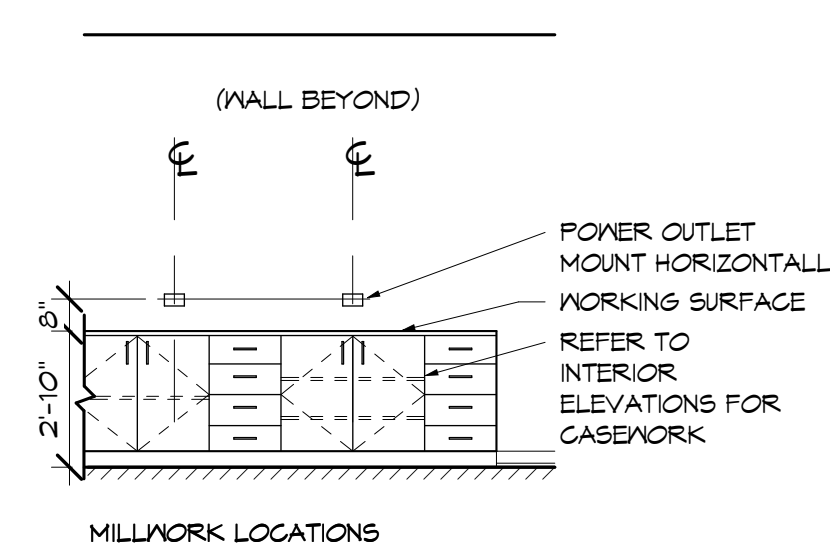 (WALL BEYOND)
℄ ℄
POWER OUTLET
MOUNT HORIZONTALL
WORKING SURFACE
REFER TO
INTERIOR
ELEVATIONS FOR
CASEWORK
8"
2'-10"
MILLWORK LOCATIONS